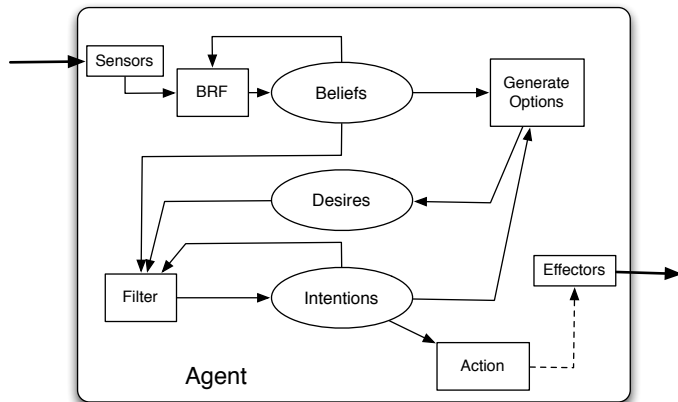 Sensors
BRF
Beliefs
Generate
Options
Desires
Effectors
Filter
Intentions
Action
Agent